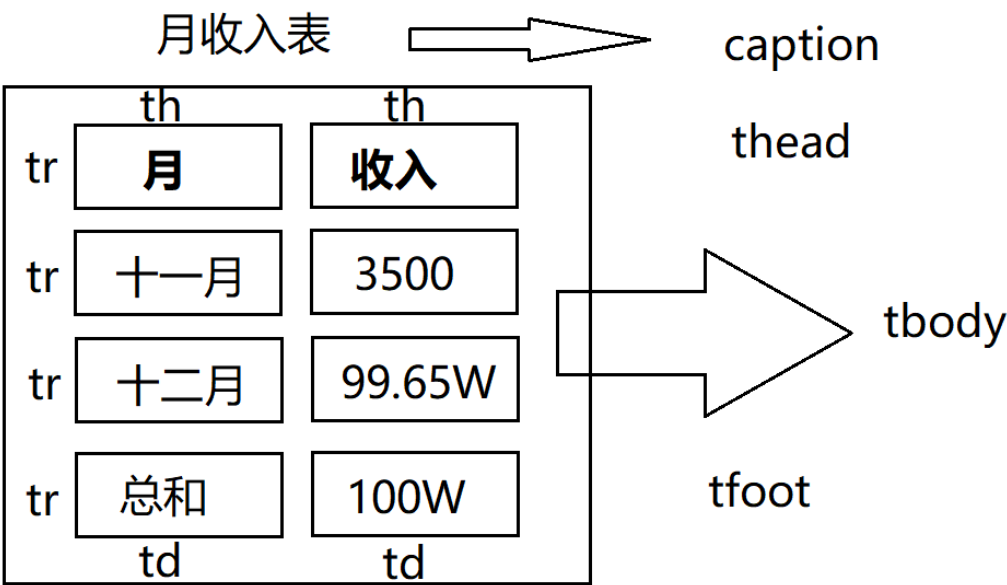 月收入表 caption
th th
thead
tr 月 收入
tr 十一月 3500
tbody
tr 十二月 99.65W
tr 总和 100W
tfoot
td td